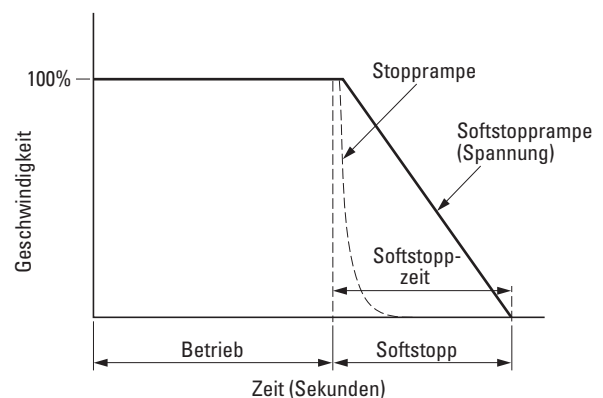 100%
Stopprampe
Softstopprampe
(Spannung)
Geschwindigkeit
Softstopp-
zeit
Betrieb
Softstopp
Zeit (Sekunden)